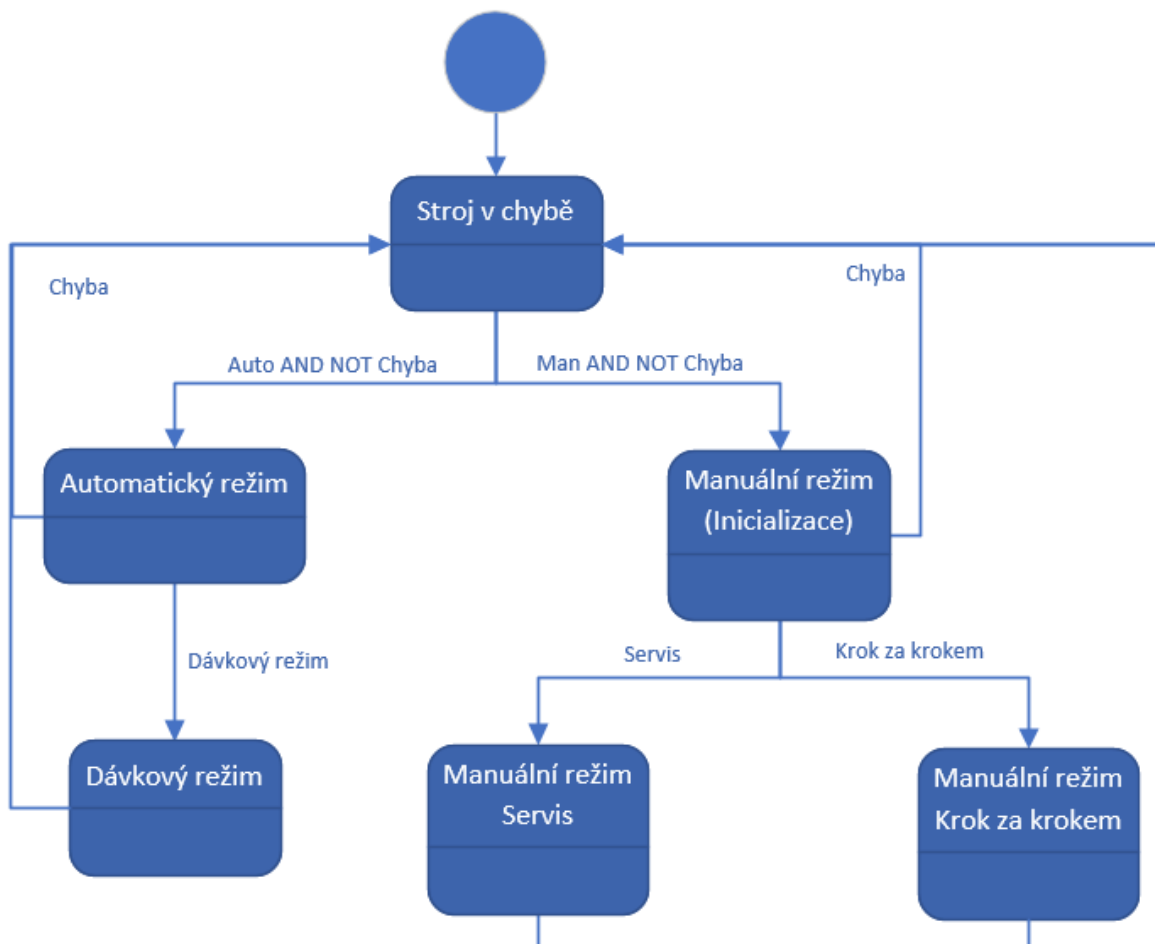 Stroj v chybě
Chyba
Chyba
Auto AND NOT Chyba
Man AND NOT Chyba
Automatický režim
Manuální režim
(Inicializace)
Dávkový režim
Servis
Krok za krokem
Dávkový režim
Manuální režim
Servis
Manuální režim
Krok za krokem